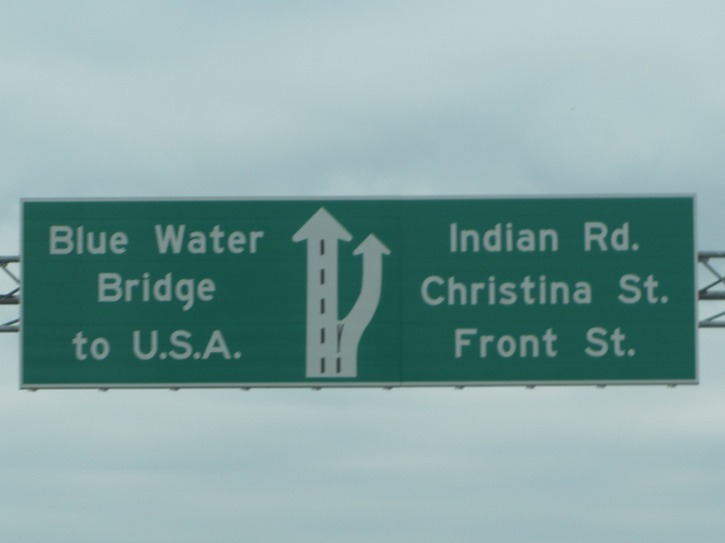 Blue Water
Bridge
to U.S.A.
Indian Rd.
Christina St.
Front St.